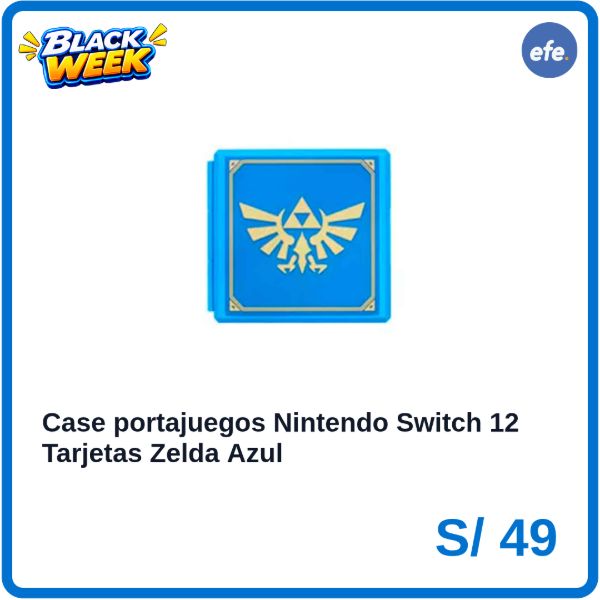 BLACK
WEEK
efe.
Case portajuegos Nintendo Switch 12
Tarjetas Zelda Azul
S/ 49